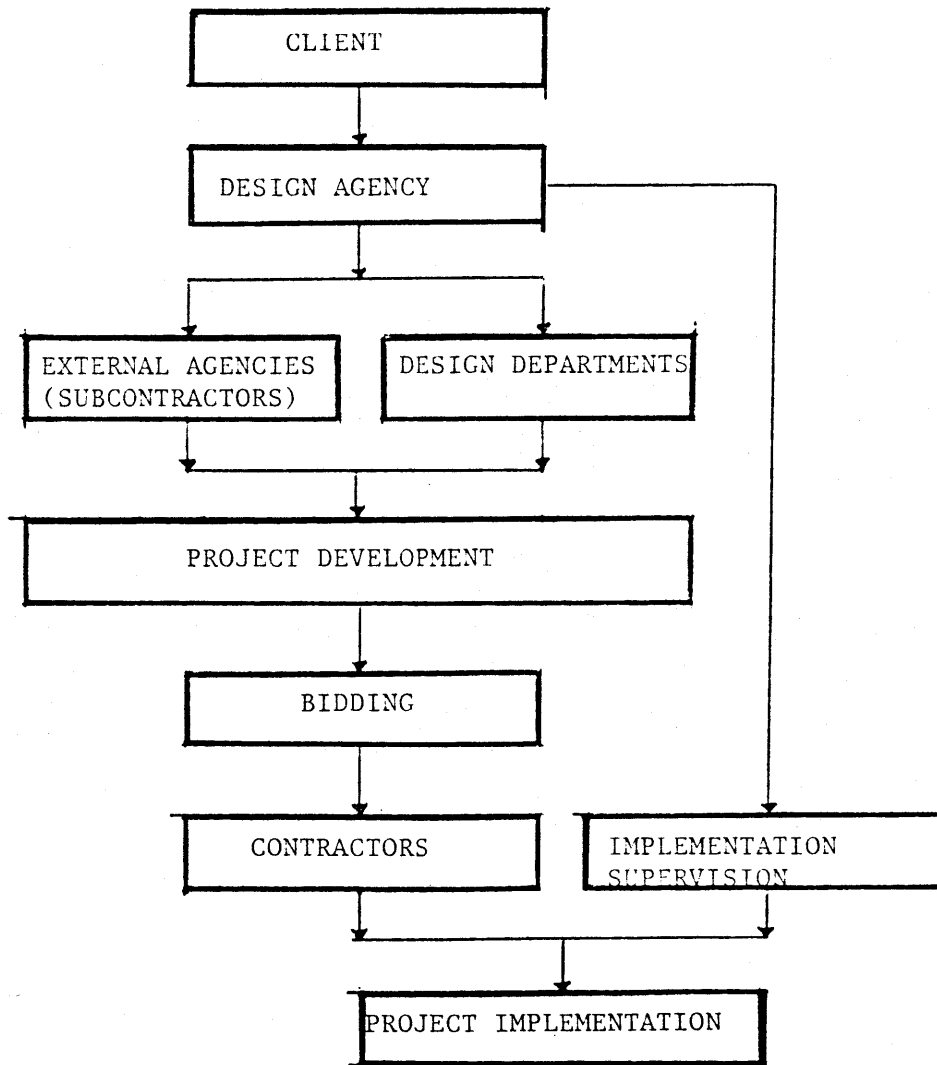 CLIENT
DESIGN AGENCY
EXTERNAL AGENCIES
(SUBCONTRACTORS)
DESIGN DEPARTMENTS
PROJECT DEVELOPMENT
BIDDING
CONTRACTORS
IMPLEMENTATION
SUPERVISION
PROJECT IMPLEMENTATION